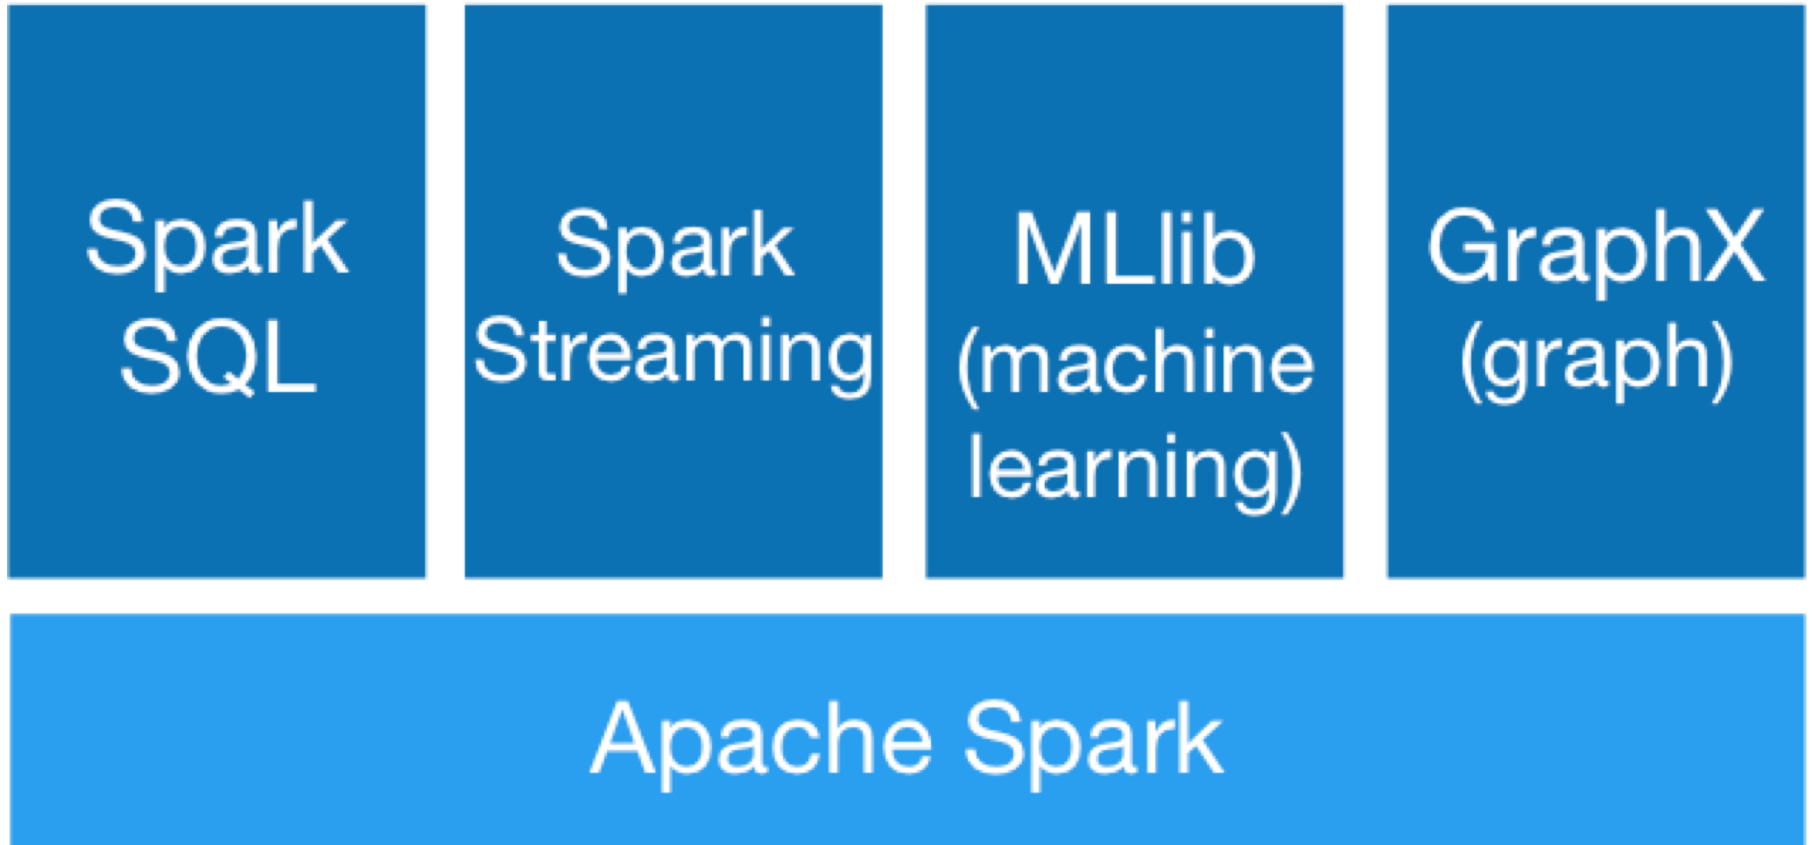 Spark
SQL
Spark
Streaming
MLlib
(machine
learning)
GraphX
(graph)
Apache Spark